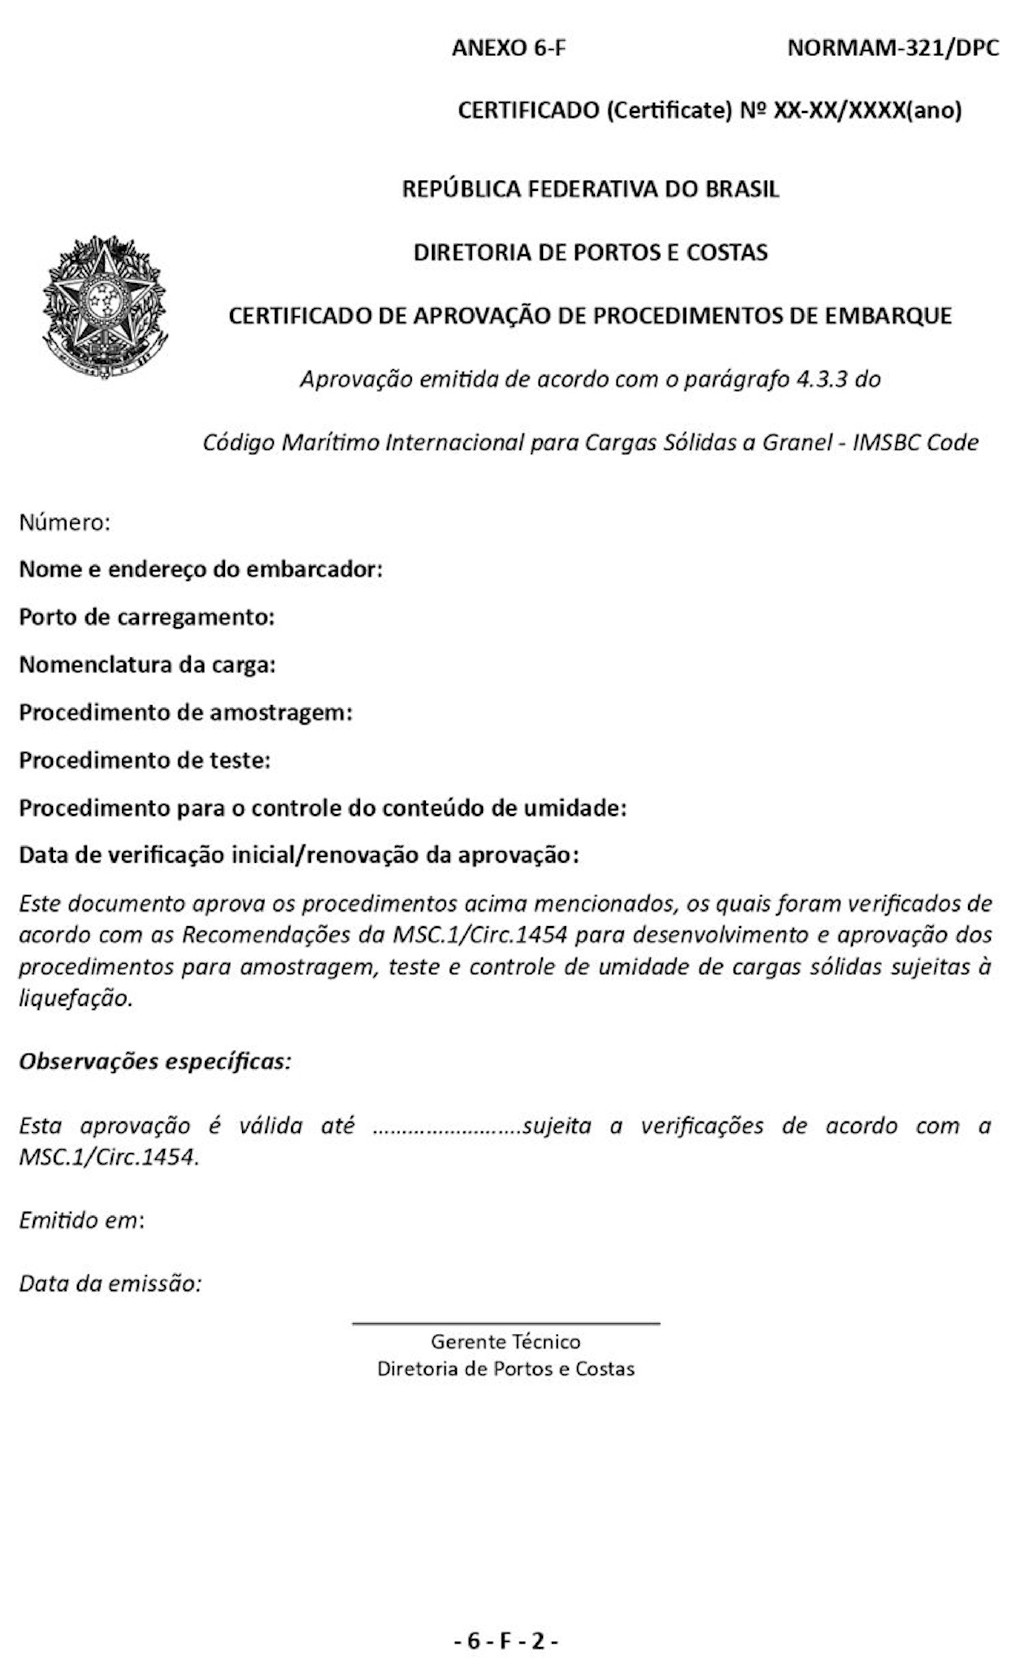 ANEXO 6-F NORMAM-321/DPC
CERTIFICADO (Certificate) Nº XX-XX/XXXX(ano)
REPÚBLICA FEDERATIVA DO BRASIL
DIRETORIA DE PORTOS E COSTAS
CERTIFICADO DE APROVAÇÃO DE PROCEDIMENTOS DE EMBARQUE
Aprovação emitida de acordo com o parágrafo 4.3.3 do
Código Marítimo Internacional para Cargas Sólidas a Granel - IMSBC Code
Número:
Nome e endereço do embarcador:
Porto de carregamento:
Nomenclatura da carga:
Procedimento de amostragem:
Procedimento de teste:
Procedimento para o controle do conteúdo de umidade:
Data de verificação inicial/renovação da aprovação:
Este documento aprova os procedimentos acima mencionados, os quais foram verificados de
acordo com as Recomendações da MSC.1/Circ.1454 para desenvolvimento e aprovação dos
procedimentos para amostragem, teste e controle de umidade de cargas sólidas sujeitas à
liquefação.
Observações específicas:
Esta aprovação é válida até ..........................sujeita a verificações de acordo com a
MSC.1/Circ.1454.
Emitido em:
Data da emissão:
Gerente Técnico
Diretoria de Portos e Costas
- 6 - F - 2 -